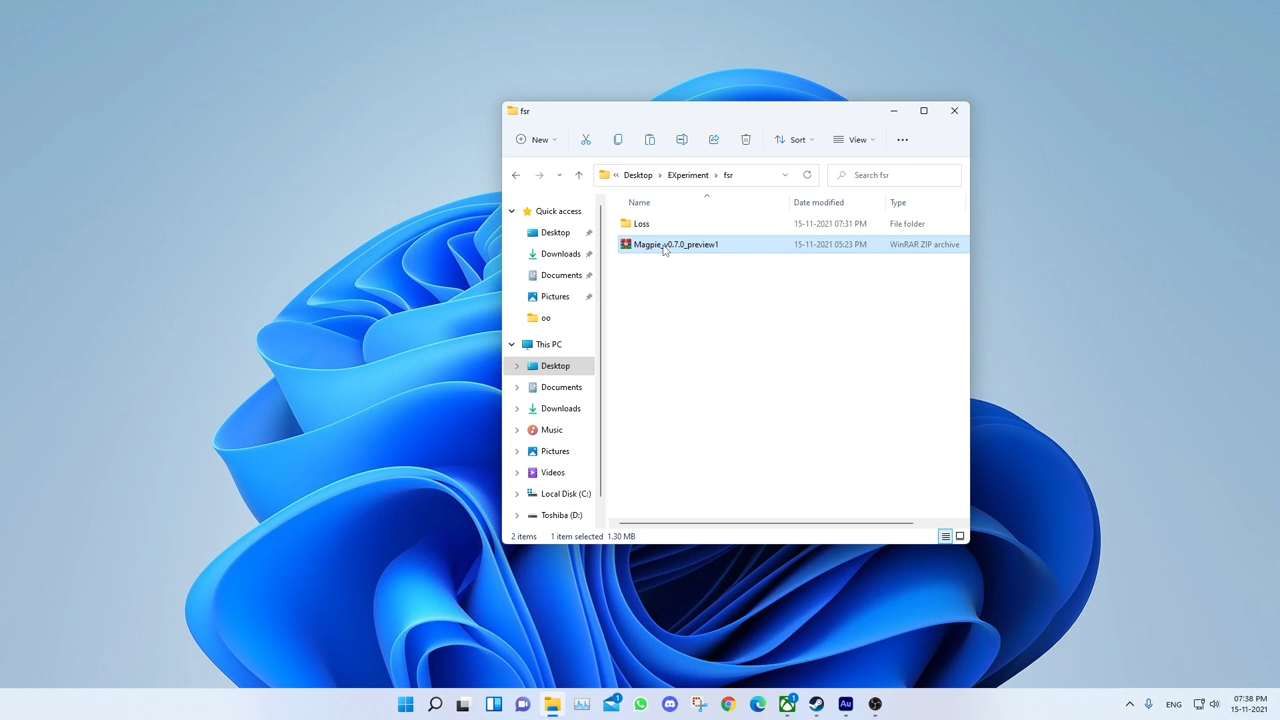 fsr
New
Sort
View
Desktop > EXperiment > fsr
Search fsr
Name
Date modified
Type
Loss
15-11-2021 07:31 PM
File folder
Magpie_v0.7.0_preview1
15-11-2021 05:23 PM
WinRAR ZIP archive
Quick access
Desktop
Downloads
Documents
Pictures
oo
This PC
Desktop
Documents
Downloads
Music
Pictures
Videos
Local Disk (C:)
Toshiba (D:)
2 items
1 item selected 1.30 MB
1
1
Au
ENG
07:38 PM
15-11-2021